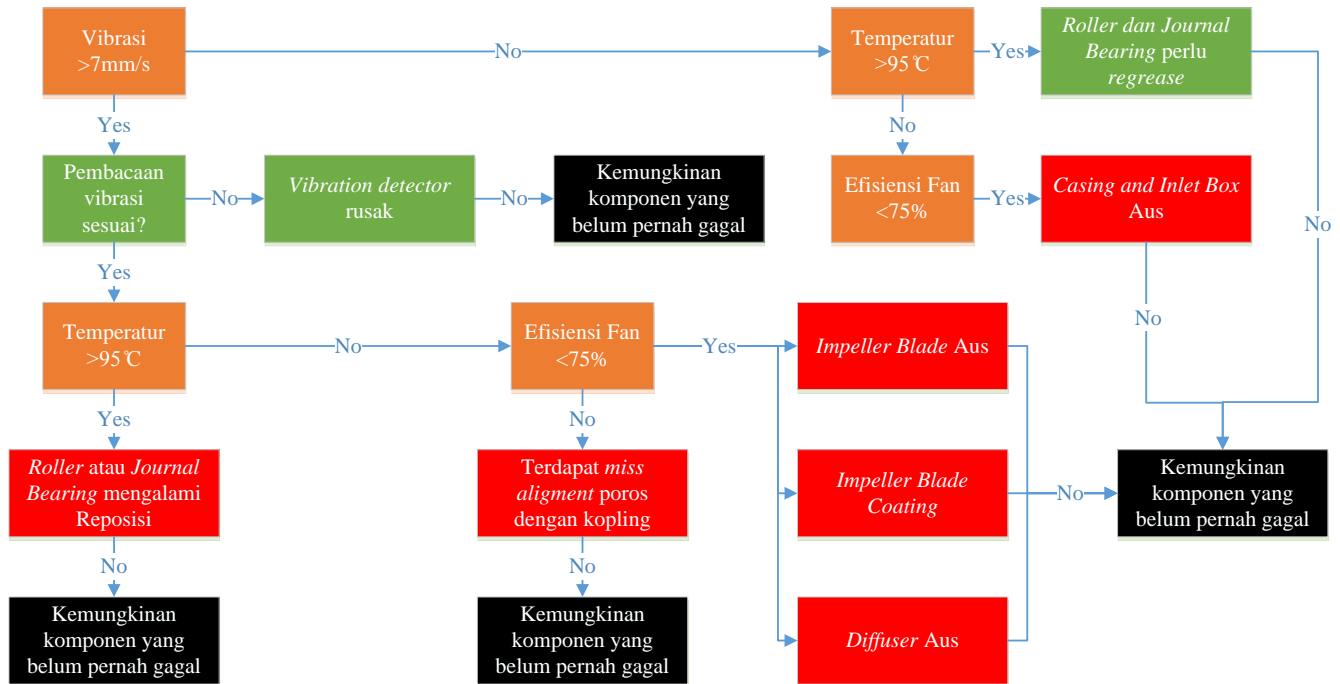 Vibrasi
>7mm/s
No
Temperatur
>95℃
Yes
Roller dan Journal
Bearing perlu
regrease
Yes
No
Pembacaan
vibrasi
sesuai?
No
Vibration detector
rusak
No
Kemungkinan
komponen yang
belum pernah gagal
Efisiensi Fan
<75%
Yes
Casing and Inlet Box
Aus
No
Yes
No
Temperatur
>95℃
No
Efisiensi Fan
<75%
Yes
Impeller Blade Aus
Yes
No
Roller atau Journal
Bearing mengalami
Reposisi
Terdapat miss
aligment poros
dengan kopling
Impeller Blade
Coating
No
Kemungkinan
komponen yang
belum pernah gagal
No
No
Kemungkinan
komponen yang
belum pernah gagal
Kemungkinan
komponen yang
belum pernah gagal
Diffuser Aus